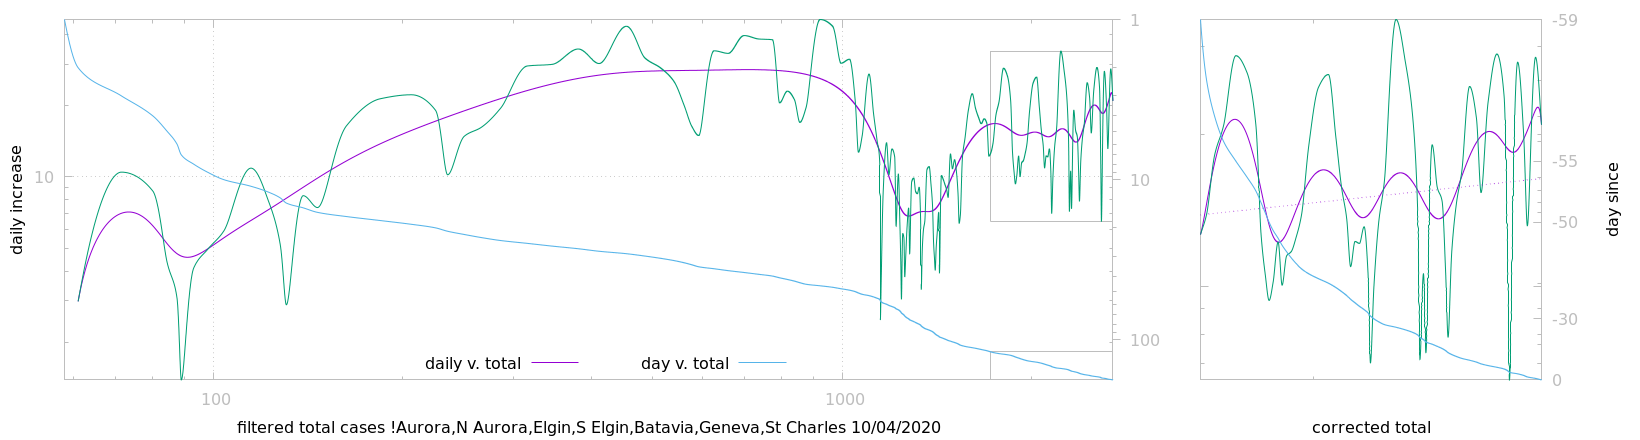 1
-59
10
10
-55
-50
-30
100
0
daily increase
day since
daily v. total
day v. total
100
1000
filtered total cases !Aurora,N Aurora,Elgin,S Elgin,Batavia,Geneva,St Charles 10/04/2020
corrected total